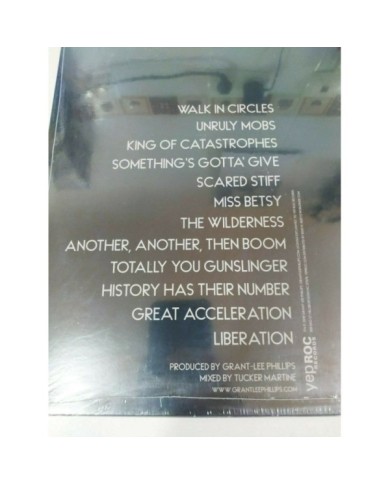 WALK IN CIRCLES
UNRULY MOBS
KING OF CATASTROPHES
SOMETHING'S GOTTA' GIVE
SCARED STIFF
MISS BETSY
THE WILDERNESS
ANOTHER, ANOTHER, THEN BOOM
TOTALLY YOU GUNSLINGER
HISTORY HAS THEIR NUMBER
GREAT ACCELERATION
LIBERATION
PRODUCED BY GRANT-LEE PHILLIPS
MIXED BY TUCKER MARTINE
WWW.GRANTLEEPHILLIPS.COM
yepROC
RECORDS